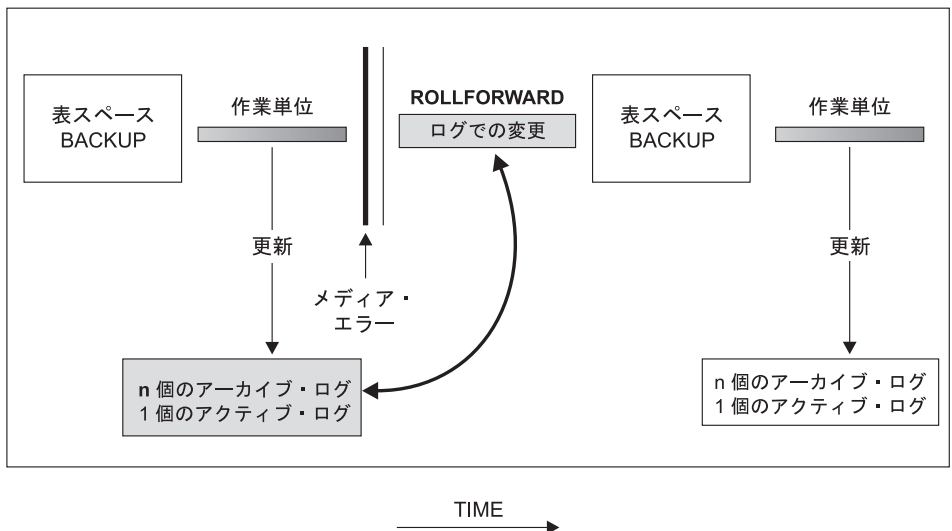 表スペース
BACKUP
作業単位
更新
メディア・
エラー
n 個のアーカイブ・ログ
1 個のアクティブ・ログ
ROLLFORWARD
ログでの変更
表スペース
BACKUP
作業単位
更新
n 個のアーカイブ・ログ
1 個のアクティブ・ログ
TIME